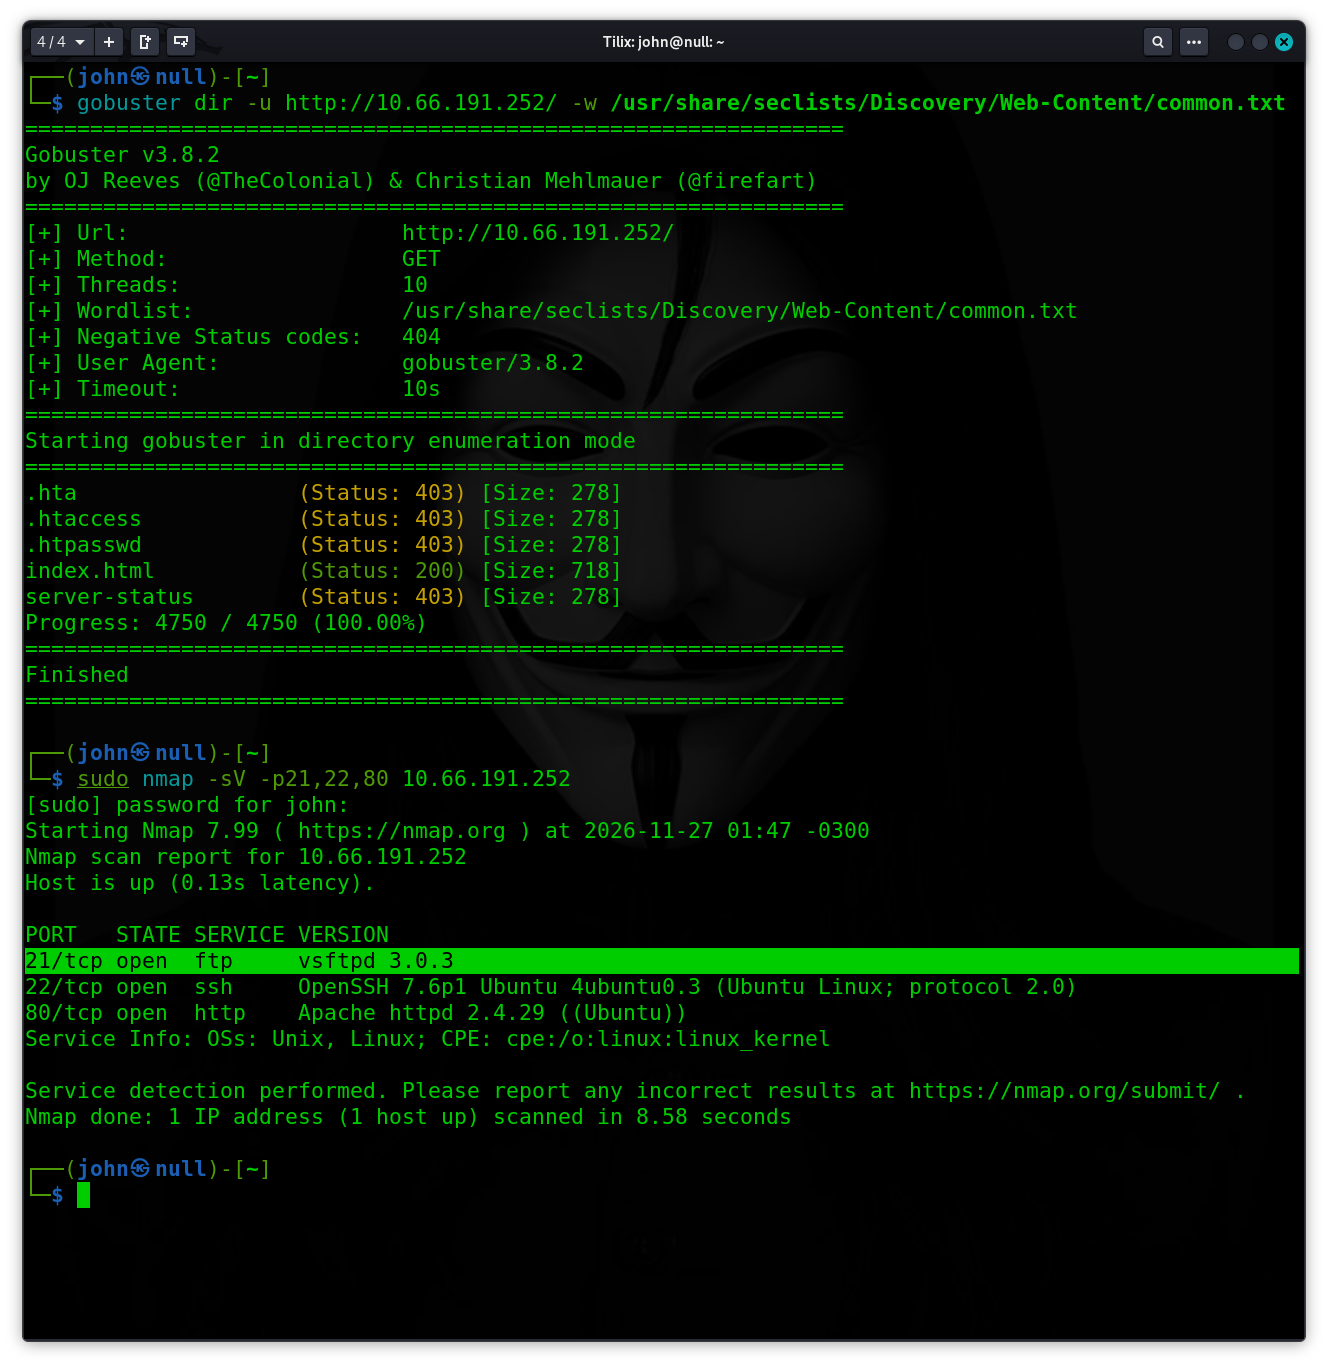 4 / 4
Tilix: john@null: ~
┌──(john㉿null)-[~]
└─$ gobuster dir -u http://10.66.191.252/ -w /usr/share/seclists/Discovery/Web-Content/common.txt
===============================================================
Gobuster v3.8.2
by OJ Reeves (@TheColonial) & Christian Mehlmauer (@firefart)
===============================================================
[+] Url:                     http://10.66.191.252/
[+] Method:                  GET
[+] Threads:                 10
[+] Wordlist:                /usr/share/seclists/Discovery/Web-Content/common.txt
[+] Negative Status codes:   404
[+] User Agent:              gobuster/3.8.2
[+] Timeout:                 10s
===============================================================
Starting gobuster in directory enumeration mode
===============================================================
.hta                 (Status: 403) [Size: 278]
.htaccess            (Status: 403) [Size: 278]
.htpasswd            (Status: 403) [Size: 278]
index.html           (Status: 200) [Size: 718]
server-status        (Status: 403) [Size: 278]
Progress: 4750 / 4750 (100.00%)
===============================================================
Finished
===============================================================
┌──(john㉿null)-[~]
└─$ sudo nmap -sV -p21,22,80 10.66.191.252
[sudo] password for john:
Starting Nmap 7.99 ( https://nmap.org ) at 2026-11-27 01:47 -0300
Nmap scan report for 10.66.191.252
Host is up (0.13s latency).
PORT   STATE SERVICE VERSION
21/tcp open  ftp     vsftpd 3.0.3
22/tcp open  ssh     OpenSSH 7.6p1 Ubuntu 4ubuntu0.3 (Ubuntu Linux; protocol 2.0)
80/tcp open  http    Apache httpd 2.4.29 ((Ubuntu))
Service Info: OSs: Unix, Linux; CPE: cpe:/o:linux:linux_kernel
Service detection performed. Please report any incorrect results at https://nmap.org/submit/ .
Nmap done: 1 IP address (1 host up) scanned in 8.58 seconds
┌──(john㉿null)-[~]
└─$